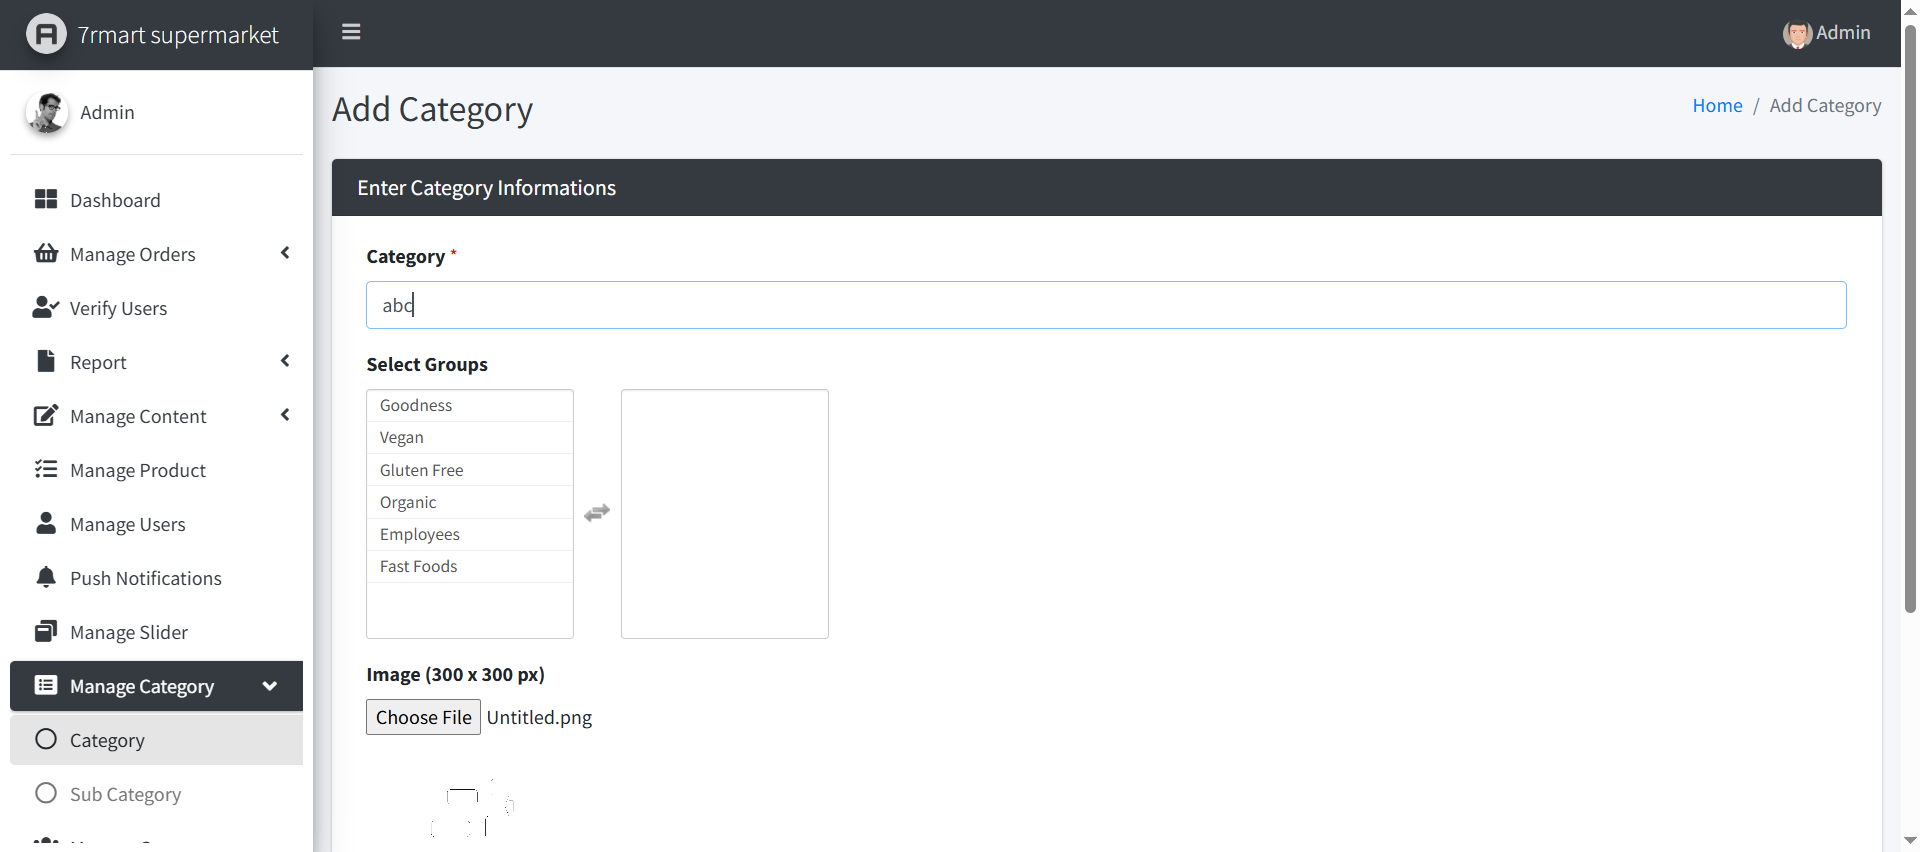 7rmart supermarket
Admin
Admin
Add Category
Home / Add Category
Dashboard
Manage Orders
Verify Users
Report
Manage Content
Manage Product
Manage Users
Push Notifications
Manage Slider
Manage Category
Category
Sub Category
Enter Category Informations
Category *
abc
Select Groups
Goodness
Vegan
Gluten Free
Organic
Employees
Fast Foods
Image (300 x 300 px)
Choose File Untitled.png